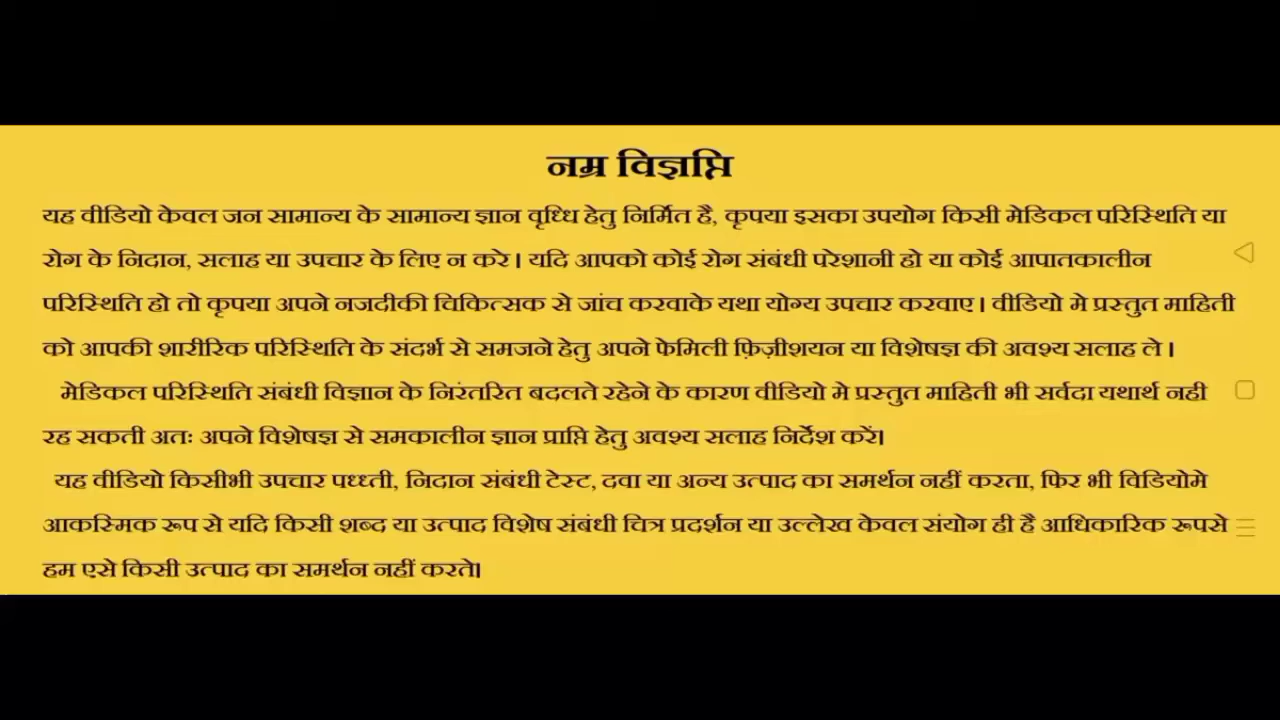 नम्र विज्ञप्ति
यह वीडियो केवल जन सामान्य के सामान्य ज्ञान वृध्धि हेतु निर्मित है, कृपया इसका उपयोग किसी मेडिकल परिस्थिति या
रोग के निदान, सलाह या उपचार के लिए न करे। यदि आपको कोई रोग संबंधी परेशानी हो या कोई आपातकालीन
परिस्थिति हो तो कृपया अपने नजदीकी चिकित्सक से जांच करवाके यथा योग्य उपचार करवाए। वीडियो मे प्रस्तुत माहिती
को आपकी शारीरिक परिस्थिति के संदर्भ से समजने हेतु अपने फेमिली फ़िज़ीशयन या विशेषज्ञ की अवश्य सलाह ले।
मेडिकल परिस्थिति संबंधी विज्ञान के निरंतरित बदलते रहेने के कारण वीडियो मे प्रस्तुत माहिती भी सर्वदा यथार्थ नही
रह सकती अतः अपने विशेषज्ञ से समकालीन ज्ञान प्राप्ति हेतु अवश्य सलाह निर्देश करें।
यह वीडियो किसीभी उपचार पध्ध्ती, निदान संबंधी टेस्ट, दवा या अन्य उत्पाद का समर्थन नहीं करता, फिर भी विडियोमे
आकस्मिक रूप से यदि किसी शब्द या उत्पाद विशेष संबंधी चित्र प्रदर्शन या उल्लेख केवल संयोग ही है आधिकारिक रूपसे
हम एसे किसी उत्पाद का समर्थन नहीं करते।